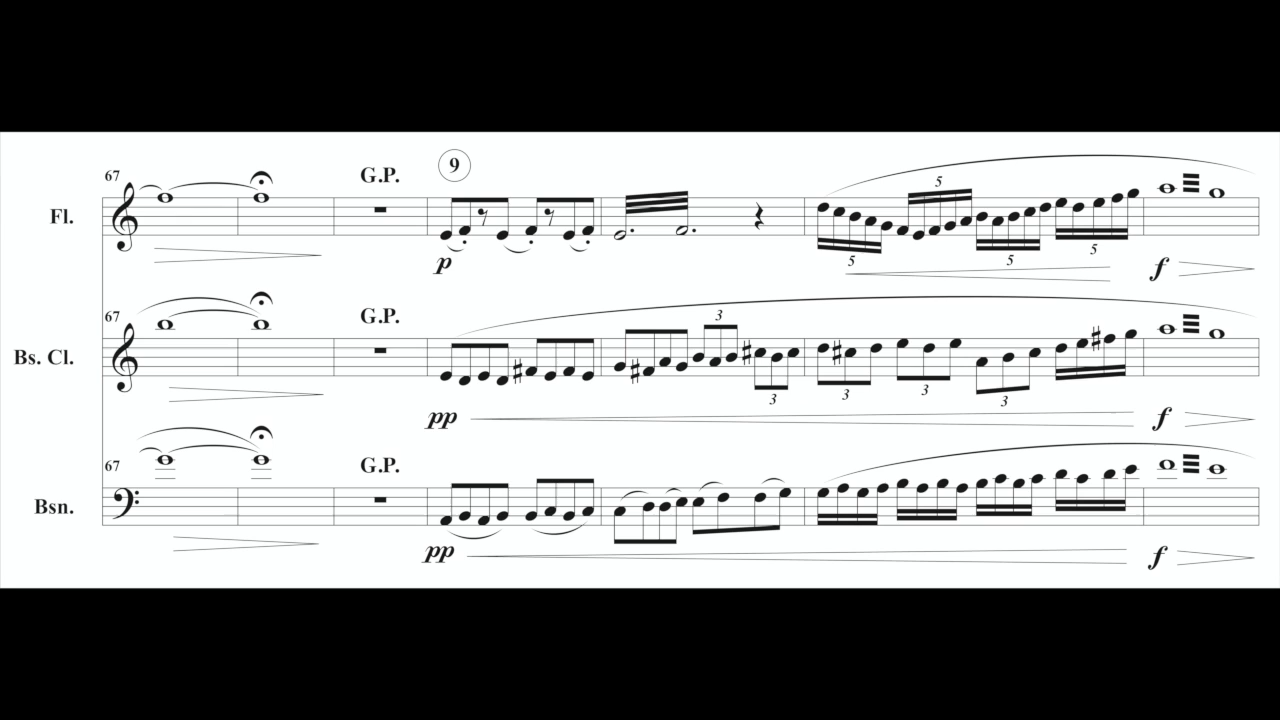 67 G.P. 9
Fl.
5 5 5 5
p f
67 G.P. 3
Bs. Cl.
3 3 3 3
pp f
67 G.P.
Bsn.
pp f